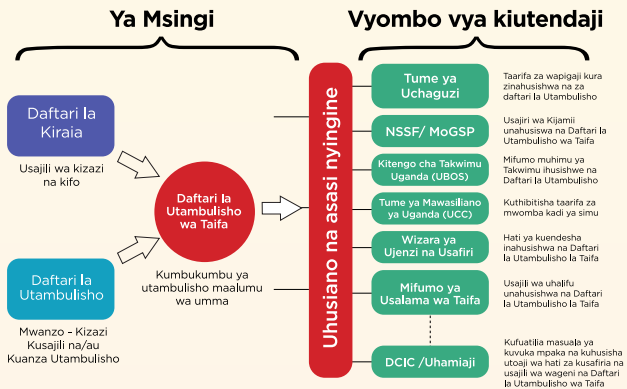 Ya Msingi
Vyombo vya kiutendaji
Daftari la
Kiraia
Usajili wa kizazi
na kifo
Daftari la
Utambulisho
Mwanzo – Kizazi
Kusajili na/au
Kuanza Utambulisho
Daftari la
Utambulisho
wa Taifa
Kumbukumbu ya
utambulisho maalumu
wa umma
Uhusiano na asasi nyingine
Tume ya
Uchaguzi
Taarifa za wapigaji kura
zinahusishwa na za
daftari la Utambulisho
NSSF/ MoGSP
Usajiri wa Kijamii
unahusiswa na Daftari la
Utambulisho wa Taifa
Kitengo cha Takwimu
Uganda (UBOS)
Mifumo muhimu ya
Takwimu ihusishwe na
Daftari la Utambulisho
Tume ya Mawasiliano
ya Uganda (UCC)
Kuthibitisha taarifa za
mwomba kadi ya simu
Wizara ya
Ujenzi na Usafiri
Hati ya kuendesha
inahusishwa na Daftari
la Utambulisho la Taifa
Mifumo ya
Usalama wa Taifa
Usajili wa uhalifu
unahusishwa na Daftari
la Utambulisho la Taifa
DCIC /Uhamiaji
Kufuatilia masuala ya
kuvuka mpaka na kuhusisha
utoaji wa hati za kusafiria na
usajili wa wageni na Daftari
la Utambulisho wa Taifa